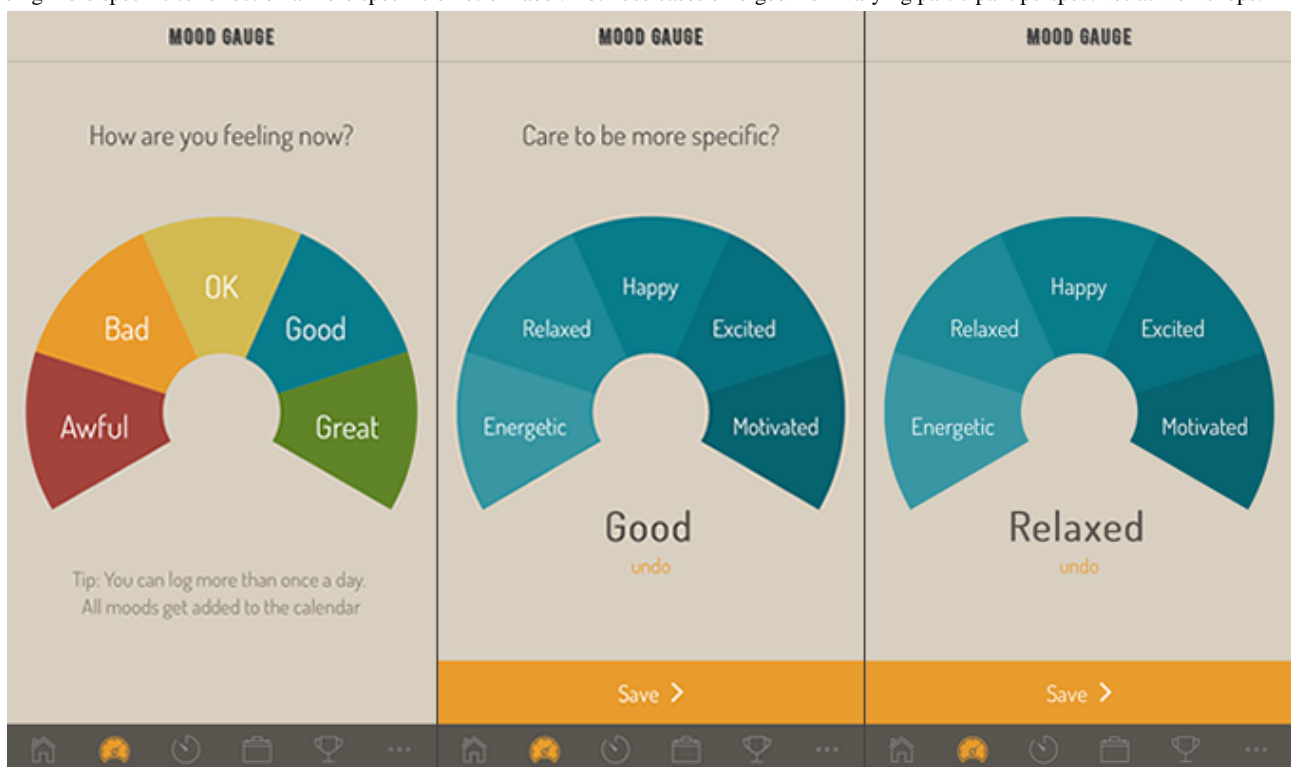 MOOD GAUGE
How are you feeling now?
OK
Bad
Good
Awful
Great
Tip: You can log more than once a day.
All moods get added to the calendar
MOOD GAUGE
Care to be more specific?
Happy
Relaxed
Excited
Energetic
Motivated
Good
undo
Save
MOOD GAUGE
Happy
Relaxed
Excited
Energetic
Motivated
Relaxed
undo
Save